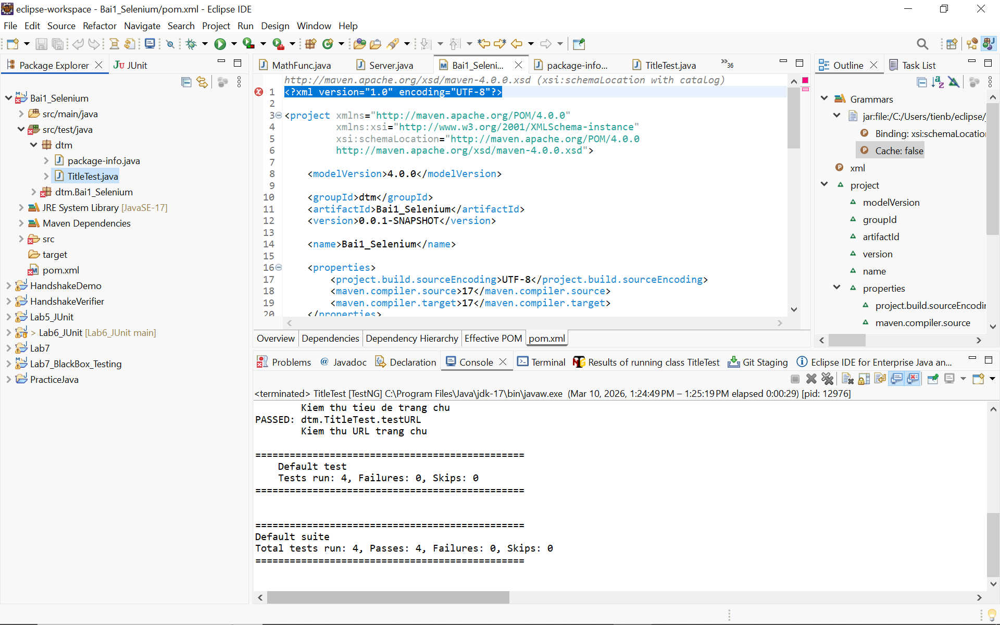 eclipse-workspace - Bai1_Selenium/pom.xml - Eclipse IDE
File Edit Source Refactor Navigate Search Project Run Design Window Help
Package Explorer
JUnit
Bai1_Selenium
src/main/java
src/test/java
dtm
package-info.java
TitleTest.java
dtm.Bai1_Selenium
JRE System Library [JavaSE-17]
Maven Dependencies
src
target
pom.xml
HandshakeDemo
HandshakeVerifier
Lab5_JUnit
> Lab6_JUnit [Lab6_JUnit main]
Lab7
Lab7_BlackBox_Testing
PracticeJava
MathFunc.java
Server.java
Bai1_Seleni...
package-info...
TitleTest.java
»36
http://maven.apache.org/xsd/maven-4.0.0.xsd (xsi:schemaLocation with catalog)
1 <?xml version="1.0" encoding="UTF-8"?>
2
3 <project xmlns="http://maven.apache.org/POM/4.0.0"
4 xmlns:xsi="http://www.w3.org/2001/XMLSchema-instance"
5 xsi:schemaLocation="http://maven.apache.org/POM/4.0.0
6 http://maven.apache.org/xsd/maven-4.0.0.xsd">
7
8 <modelVersion>4.0.0</modelVersion>
9
10 <groupId>dtm</groupId>
11 <artifactId>Bai1_Selenium</artifactId>
12 <version>0.0.1-SNAPSHOT</version>
13
14 <name>Bai1_Selenium</name>
15
16 <properties>
17 <project.build.sourceEncoding>UTF-8</project.build.sourceEncoding>
18 <maven.compiler.source>17</maven.compiler.source>
19 <maven.compiler.target>17</maven.compiler.target>
20 </properties>
Overview Dependencies Dependency Hierarchy Effective POM pom.xml
Outline
Task List
Grammars
jar:file:/C:/Users/tienb/eclipse/
Binding: xsi:schemaLocation
Cache: false
xml
project
modelVersion
groupId
artifactId
version
name
properties
project.build.sourceEncodin
maven.compiler.source
Problems @ Javadoc Declaration Console Terminal Results of running class TitleTest Git Staging Eclipse IDE for Enterprise Java an...
<terminated> TitleTest [TestNG] C:\Program Files\Java\jdk-17\bin\javaw.exe (Mar 10, 2026, 1:24:49 PM – 1:25:19 PM elapsed 0:00:29) [pid: 12976]
Kiem thu tieu de trang chu
PASSED: dtm.TitleTest.testURL
Kiem thu URL trang chu
===============================================
Default test
Tests run: 4, Failures: 0, Skips: 0
===============================================
===============================================
Default suite
Total tests run: 4, Passes: 4, Failures: 0, Skips: 0
===============================================